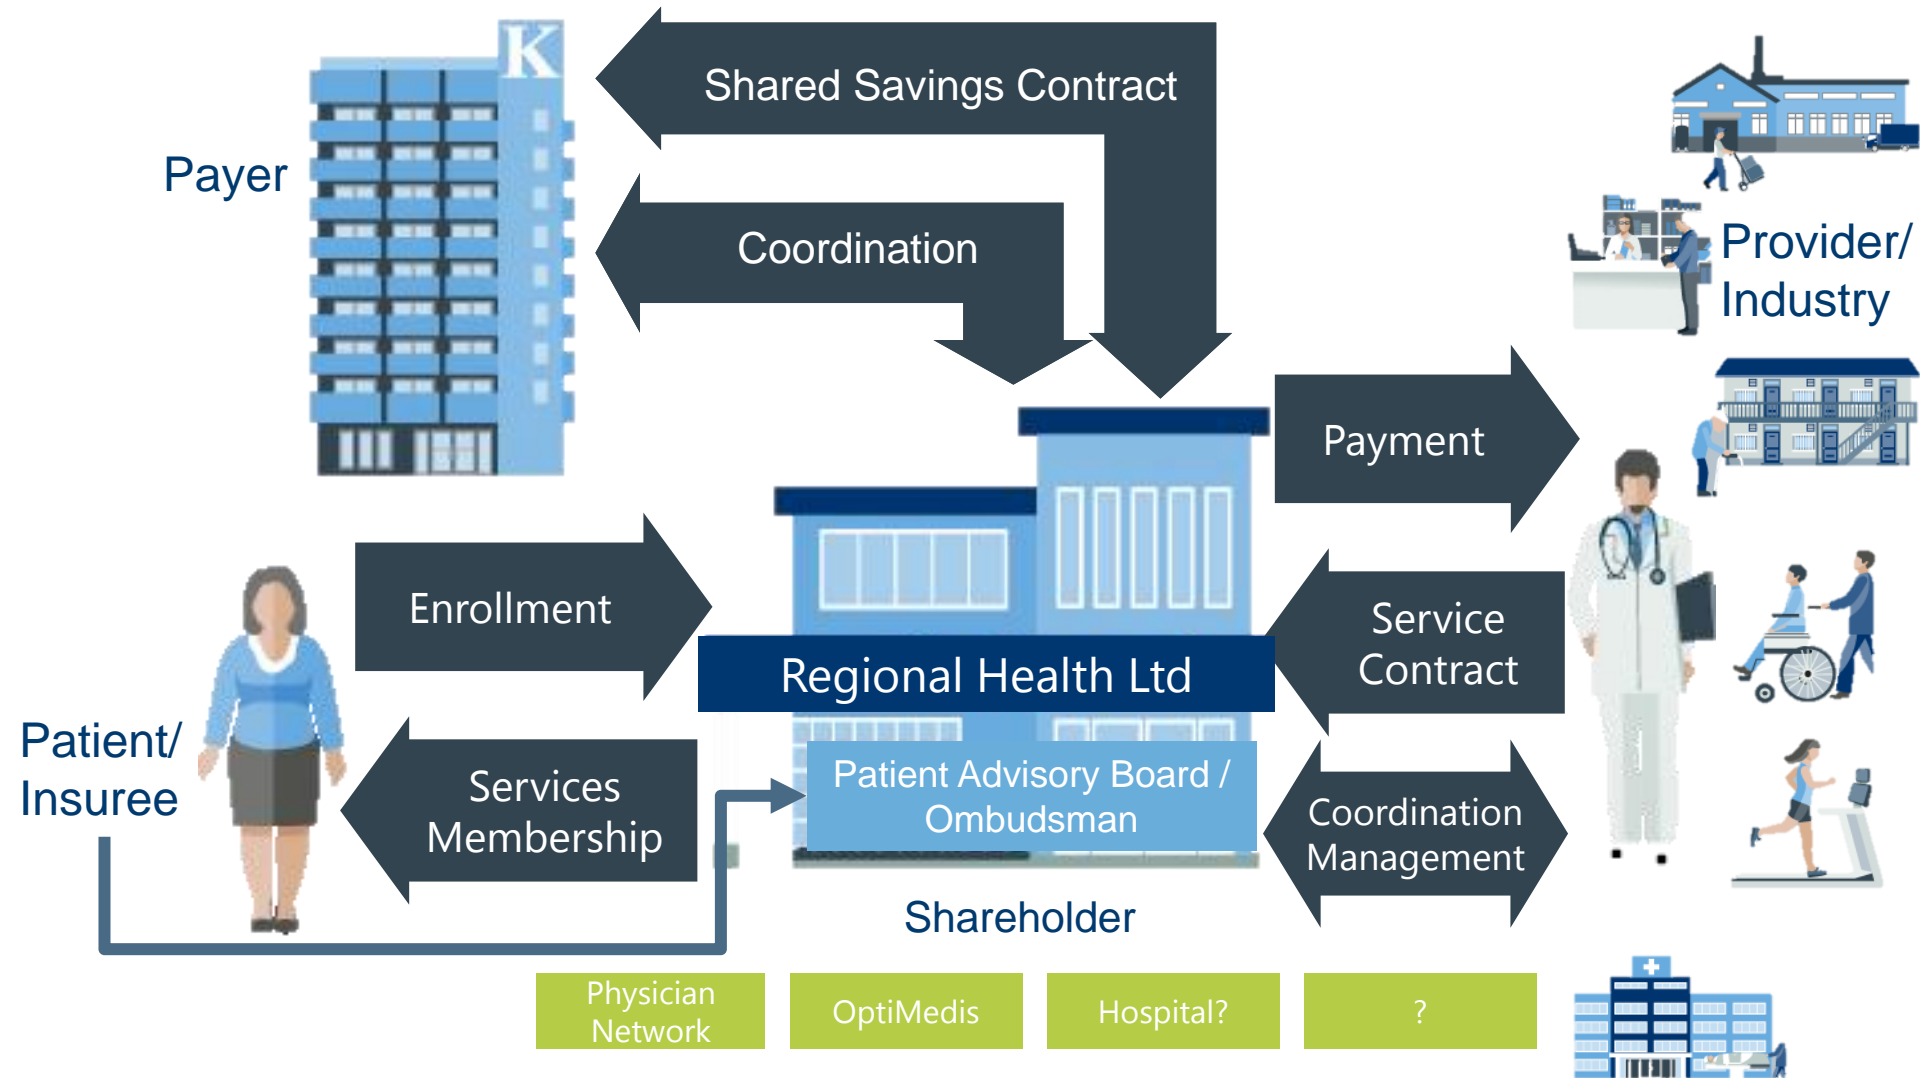 K
Shared Savings Contract
Payer
Coordination
Provider/
Industry
Payment
Enrollment
Service
Contract
Regional Health Ltd
Patient/
Insuree
Services
Membership
Patient Advisory Board /
Ombudsman
Coordination
Management
Shareholder
Physician
Network
OptiMedis
Hospital?
?